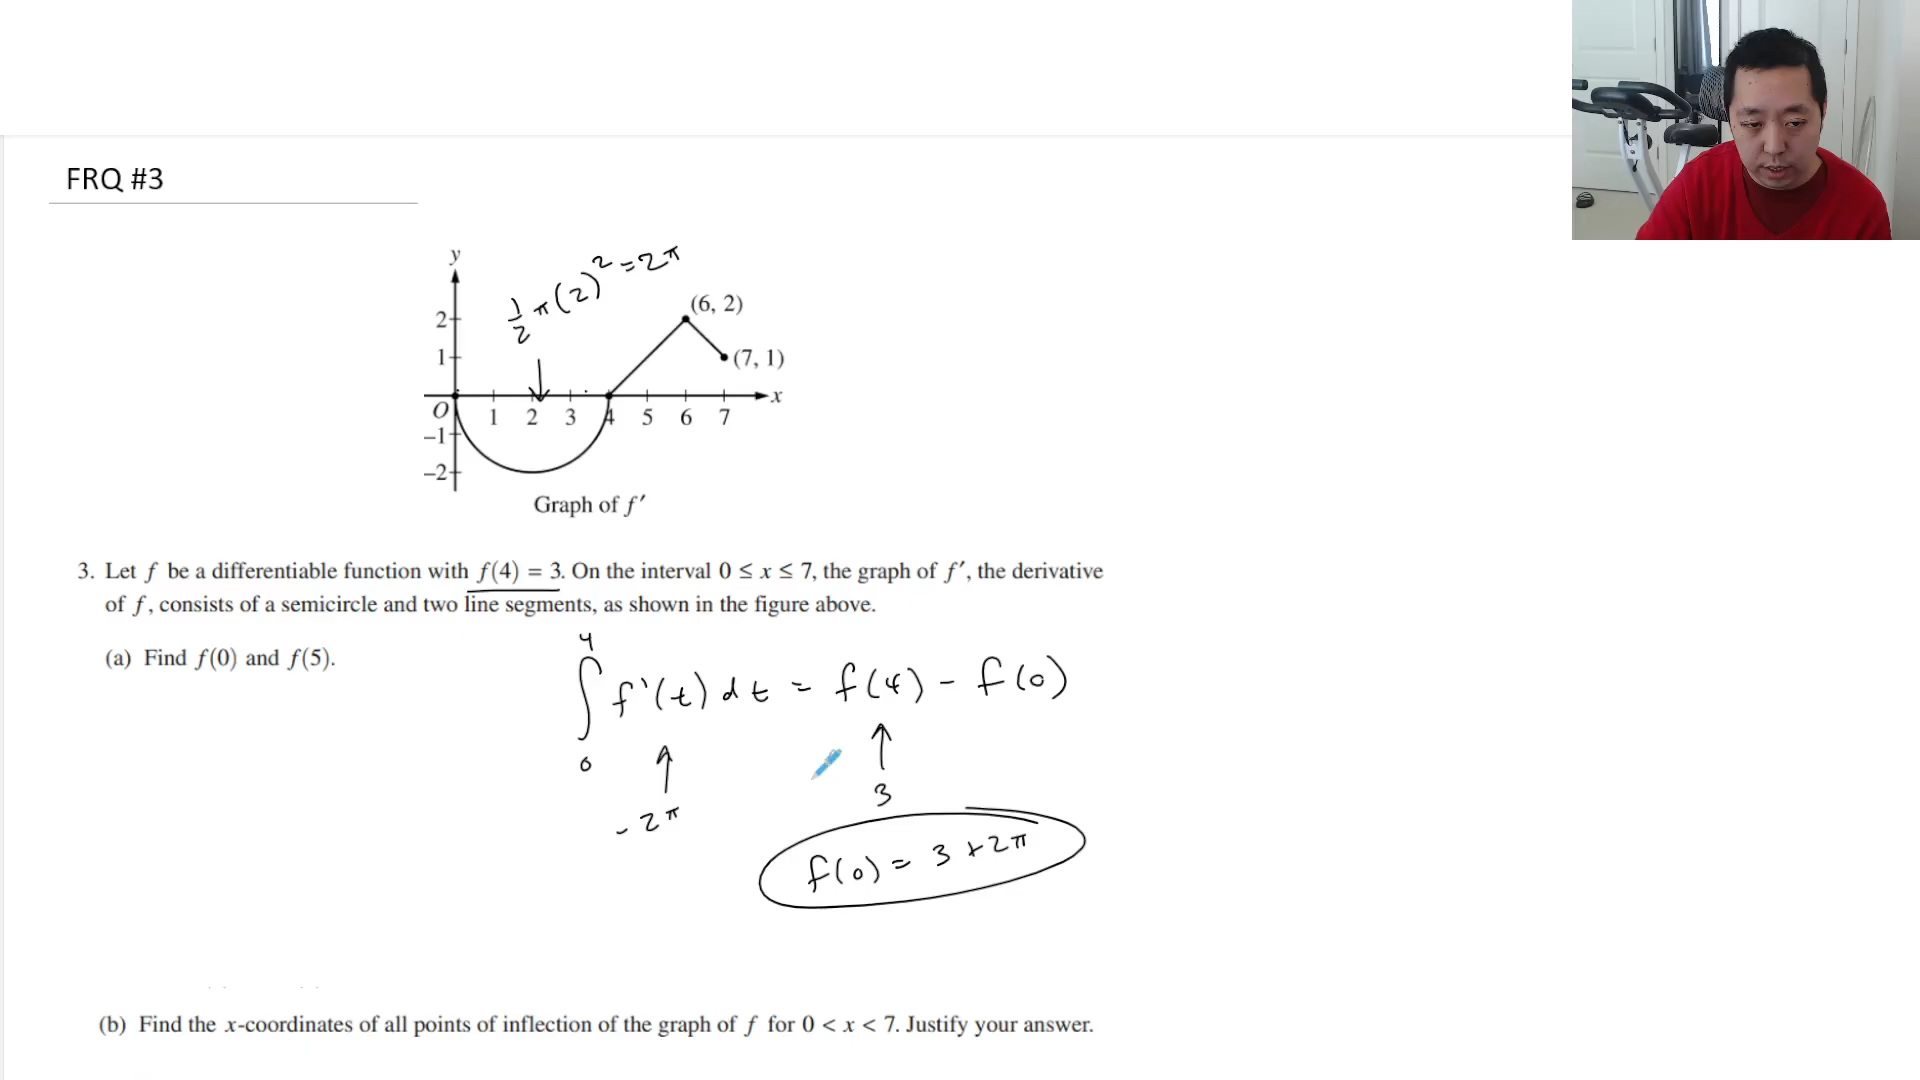 FRQ #3
y
1/2 π(2)² = 2π
(6, 2)
2
1
(7, 1)
x
O 1 2 3 4 5 6 7
–1
–2
Graph of f′
3. Let f be a differentiable function with f(4) = 3. On the interval 0 ≤ x ≤ 7, the graph of f′, the derivative
of f, consists of a semicircle and two line segments, as shown in the figure above.
(a) Find f(0) and f(5).
∫₀⁴ f'(t) dt = f(4) - f(0)
3
-2π
f(0) = 3 + 2π
(b) Find the x-coordinates of all points of inflection of the graph of f for 0 < x < 7. Justify your answer.